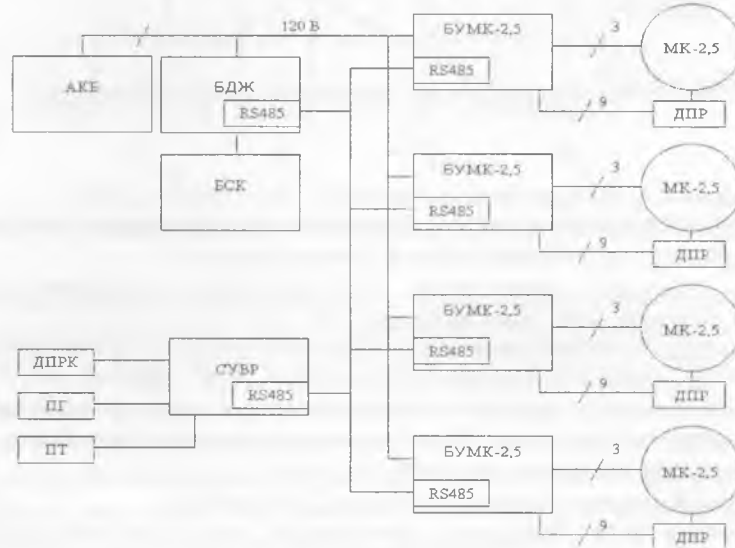 120 В
АКБ
БДЖ
RS485
БСК
БУМК-2,5
RS485
3
МК-2,5
9
ДПР
БУМК-2,5
RS485
3
МК-2,5
9
ДПР
БУМК-2,5
RS485
3
МК-2,5
9
ДПР
БУМК-2,5
RS485
3
МК-2,5
9
ДПР
ДПРК
ПГ
ПТ
СУВР
RS485